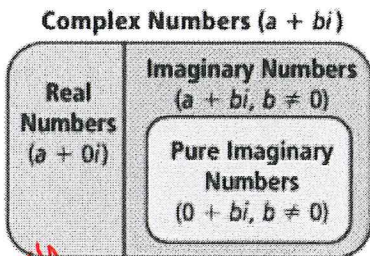 Complex Numbers (a + bi)
Real
Numbers
(a + 0i)
Imaginary Numbers
(a + bi, b ≠ 0)
Pure Imaginary
Numbers
(0 + bi, b ≠ 0)